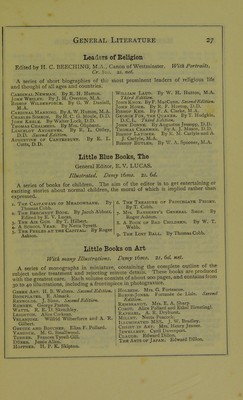 GENERAL LITERATURE 27
Leaders of Religion
Edited by H. C. BEECHING, M.A., Canon of Westminster. With Portraits.
Cr. 8vo. 2s. net.
A series of short biographies of the most prominent leaders of religious life
and thought of all ages and countries.
CARDINAL NEWMAN. By R. H. Hutton.
JOHN WESLEY. By J. H. Overton, M.A.
BISHOP WILBERFORCE. By G. W. Daniell,
M.A.
CARDINAL MANNING. By A. W. Hutton, M.A.
CHARLES SIMEON. By H. C. G. Moule, D.D.
JOHN KEBLE. By Walter Lock, D.D.
THOMAS CHALMERS. By Mrs. Oliphant.
LANCELOT ANDREWES. By R. L. Ottley,
D.D. Second Edition.
AUGUSTINE OF CANTERBURY. By E. L.
Cutts, D.D.
WILLIAM LAUD. By W. H. Hutton, M.A.
Third Edition.
JOHN KNOX. By F. MacCunn. Second Edition.
JOHN HOWE. By R. F. Horton, D.D.
BISHOP KEN. By F. A. Clarke, M.A.
GEORGE FOX, THE QUAKER. By T. Hodgkin,
D.C.L. Third Edition.
JOHN DONNE. By Augustus Jessopp, D.D.
THOMAS CRANMER. By A. J. Mason, D.D.
BISHOP LATIMER. By R. M. Carlyle and A.
J. Carlyle, M.A.
BISHOP BUTLER. By W. A. Spooner, M.A.
Little Blue Books, The
General Editor, E. V. LUCAS.
Illustrated. Demy 16mo. 2s. 6d.
A series of books for children. The aim of the editor is to get entertaining or
exciting stories about normal children, the moral of which is implied rather than
expressed.
1. THE CASTAWAYS OF MEADOWBANK. By
Thomas Cobb.
2. THE BEECHNUT BOOK. By Jacob Abbott.
Edited by E. V. Lucas.
3. THE AIR GUN. By T. Hilbert.
4. A SCHOOL YEAR. By Netta Syrett.
5. THE PEELES AT THE CAPITAL. By Roger
Ashton.
6. THE TREASURE OF PRINCEGATE PRIORY.
By T. Cobb.
7. MRS. BARBERRY'S GENERAL SHOP. By
Roger Ashton.
8. A BOOK OF BAD CHILDREN. By W. T.
Webb.
9. THE LOST BALL. By Thomas Cobb.
Little Books on Art
With many Illustrations. Demy 16mo. 2s. 6d. net.
A series of monographs in miniature, containing the complete outline of the
subject under treatment and rejecting minute details. These books are produced
with the greatest care. Each volume consists of about 200 pages, and contains from
30 to 40 illustrations, including a frontispiece in photogravure.
GREEK ART. H. B. Walters. Second Edition.
BOOKPLATES. E. Almack.
REYNOLDS. J. Sime. Second Edition.
ROMNEY. George Paston.
WATTS. R. E. D. Sketchley.
LEIGHTON. Alice Corkran.
VELASQUEZ. Wilfrid Wilberforce and A. R.
Gilbert.
GREUZE AND BOUCHER. Eliza F. Pollard.
VANDYCK. M. G. Smallwood.
TURNER. Frances Tyrell-Gill.
DÜRER. Jessie Allen.
HOPPNER. H. P. K. Skipton.
HOLBEIN. Mrs. G. Fortescue.
BURNE-JONES. Fortunée de Lisle. Second
Edition.
REMBRANDT. Mrs. E. A. Sharp
COROT. Alice Pollard and Ethel Birnstingl.
RAPHAEL. A. R. Dryhurst.
MILLET. Netta Peacock.
ILLUMINATED MSS. J. W. Bradley.
CHRIST IN ART. Mrs. Henry Jenner.
JEWELLERY. Cyril Davenport.
CLAUDE. Edward Dillon.
THE ARTS OF JAPAN. Edward Dillon.